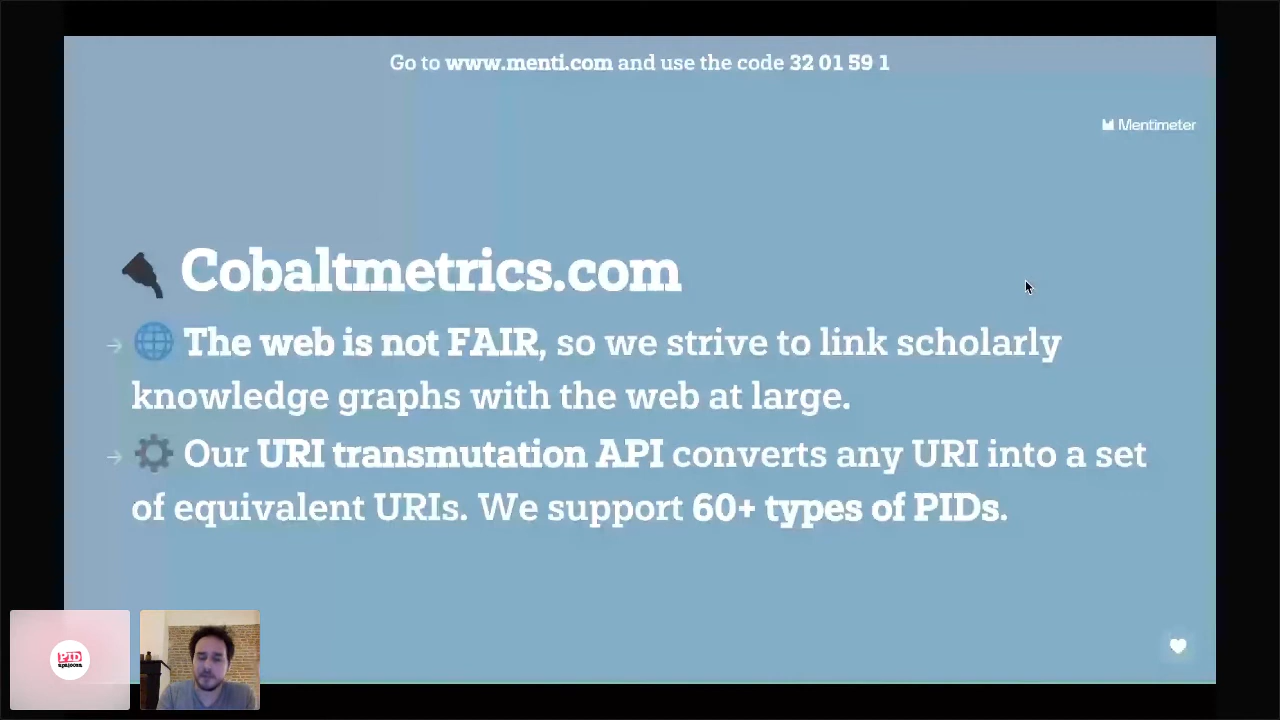 Go to www.menti.com and use the code 32 01 59 1
Mentimeter
Cobaltmetrics.com
→ The web is not FAIR, so we strive to link scholarly
knowledge graphs with the web at large.
→ Our URI transmutation API converts any URI into a set
of equivalent URIs. We support 60+ types of PIDs.
PID
apalooza